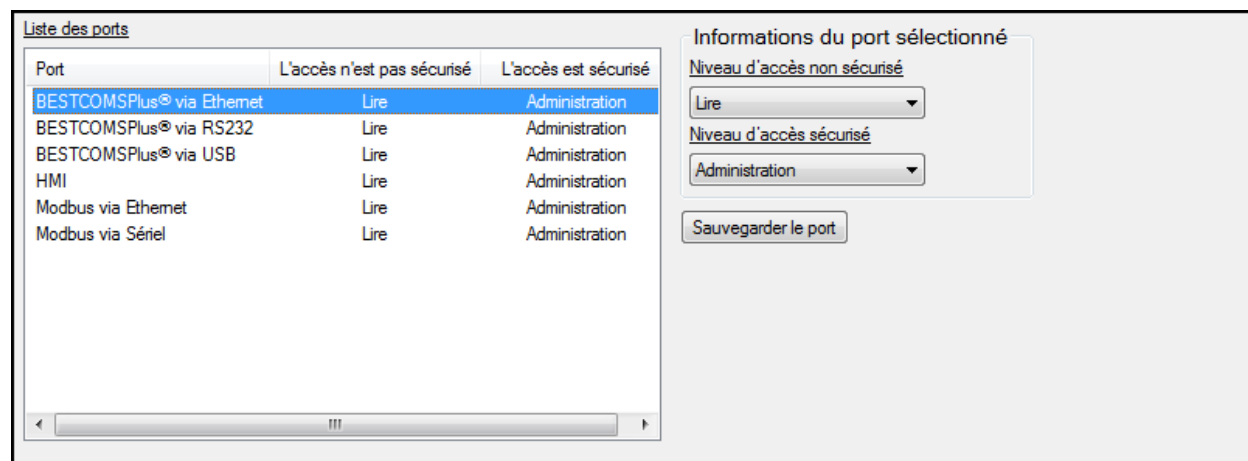 Liste des ports
Port L'accès n'est pas sécurisé L'accès est sécurisé
BESTCOMSPlus® via Ethernet Lire Administration
BESTCOMSPlus® via RS232 Lire Administration
BESTCOMSPlus® via USB Lire Administration
HMI Lire Administration
Modbus via Ethernet Lire Administration
Modbus via Sériel Lire Administration
Informations du port sélectionné
Niveau d'accès non sécurisé
Lire
Niveau d'accès sécurisé
Administration
Sauvegarder le port